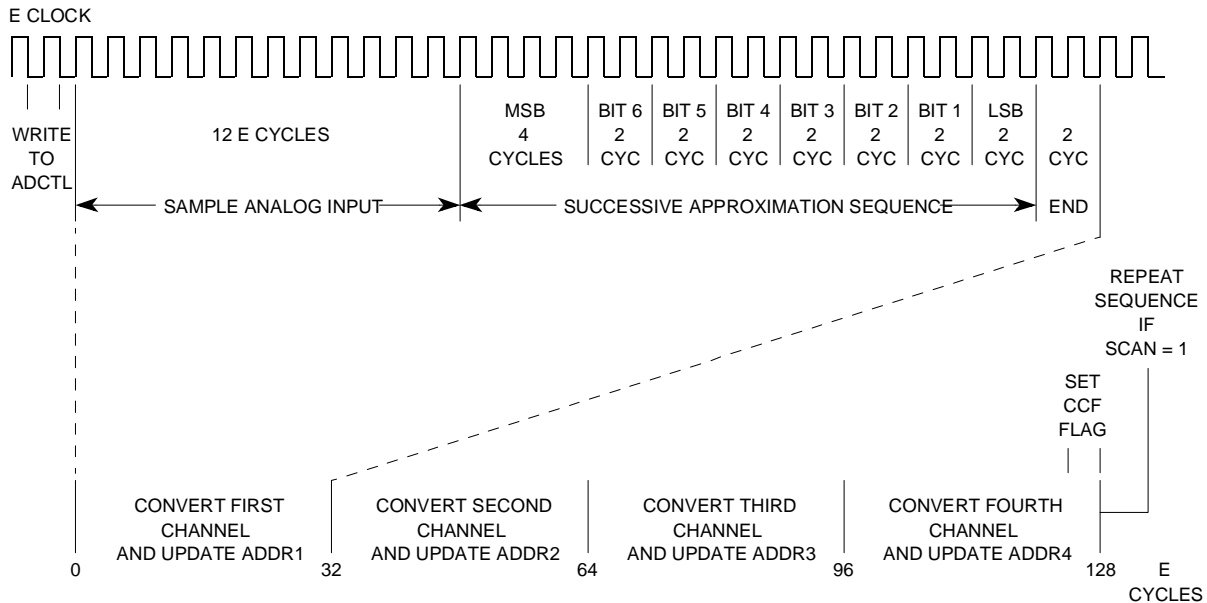 E CLOCK
WRITE
TO
ADCTL
12 E CYCLES
MSB
4
CYCLES
BIT 6
2
CYC
BIT 5
2
CYC
BIT 4
2
CYC
BIT 3
2
CYC
BIT 2
2
CYC
BIT 1
2
CYC
LSB
2
CYC
2
CYC
SAMPLE ANALOG INPUT
SUCCESSIVE APPROXIMATION SEQUENCE
END
REPEAT
SEQUENCE
IF
SCAN = 1
SET
CCF
FLAG
CONVERT FIRST
CHANNEL
AND UPDATE ADDR1
CONVERT SECOND
CHANNEL
AND UPDATE ADDR2
CONVERT THIRD
CHANNEL
AND UPDATE ADDR3
CONVERT FOURTH
CHANNEL
AND UPDATE ADDR4
0
32
64
96
128
E
CYCLES